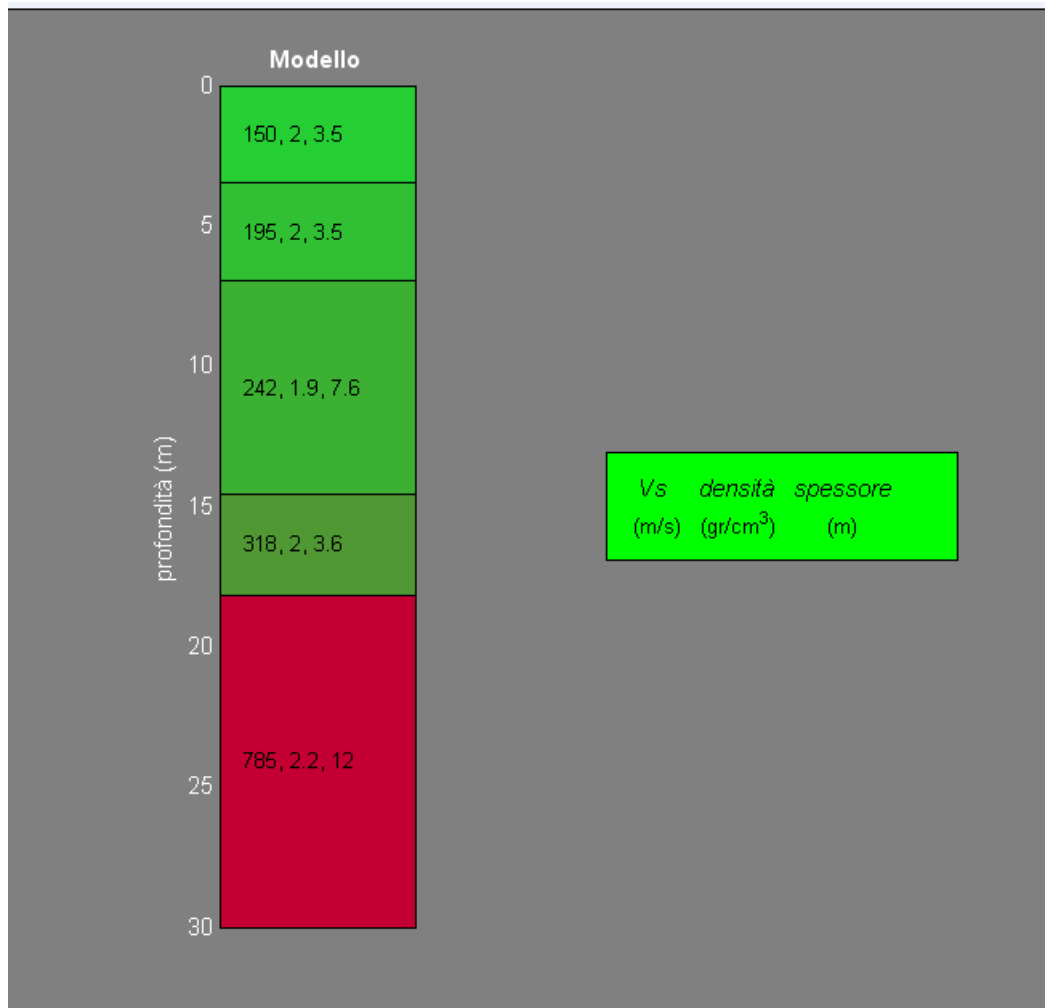 Modello
0
150, 2, 3.5
5
195, 2, 3.5
10
242, 1.9, 7.6
profondità (m)
15
318, 2, 3.6
20
785, 2.2, 12
25
30
Vs densità spessore
(m/s) (gr/cm³) (m)